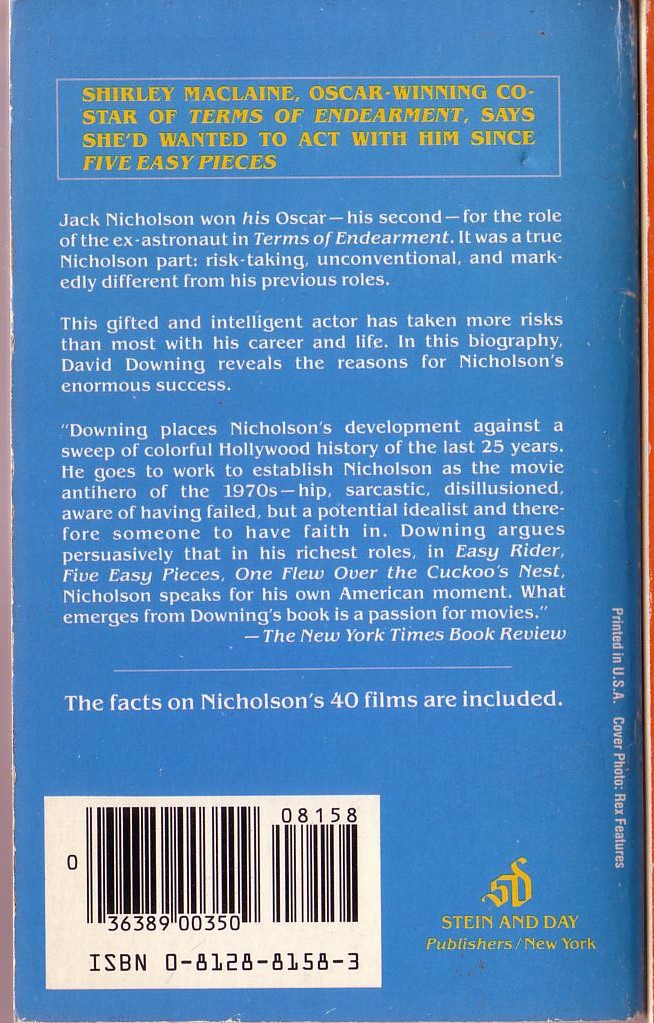 SHIRLEY MACLAINE, OSCAR-WINNING CO-
STAR OF TERMS OF ENDEARMENT, SAYS
SHE'D WANTED TO ACT WITH HIM SINCE
FIVE EASY PIECES
Jack Nicholson won his Oscar—his second—for the role
of the ex-astronaut in Terms of Endearment. It was a true
Nicholson part: risk-taking, unconventional, and mark-
edly different from his previous roles.
This gifted and intelligent actor has taken more risks
than most with his career and life. In this biography,
David Downing reveals the reasons for Nicholson's
enormous success.
"Downing places Nicholson's development against a
sweep of colorful Hollywood history of the last 25 years.
He goes to work to establish Nicholson as the movie
antihero of the 1970s—hip, sarcastic, disillusioned,
aware of having failed, but a potential idealist and there-
fore someone to have faith in. Downing argues
persuasively that in his richest roles, in Easy Rider,
Five Easy Pieces, One Flew Over the Cuckoo's Nest,
Nicholson speaks for his own American moment. What
emerges from Downing's book is a passion for movies."
—The New York Times Book Review
The facts on Nicholson's 40 films are included.
Printed in U.S.A. Cover Photo: Rex Features
08158
0
36389 00350
ISBN 0-8128-8158-3
sd
STEIN AND DAY
Publishers / New York